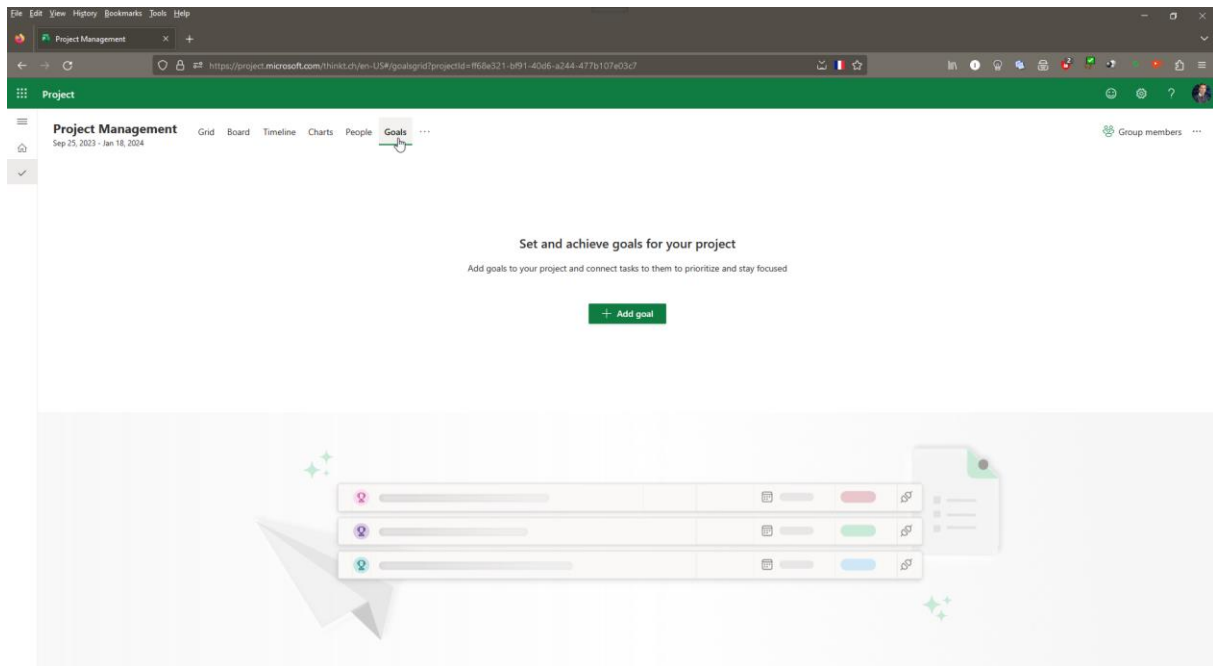 File Edit View History Bookmarks Tools Help
Project Management
https://project.microsoft.com/thinkt.ch/en-US#/goalsgrid?projectId=ff68e321-bf91-40d6-a244-477b107e03c7
Project
Project Management Grid Board Timeline Charts People Goals ··· Group members ···
Sep 25, 2023 - Jan 18, 2024
Set and achieve goals for your project
Add goals to your project and connect tasks to them to prioritize and stay focused
+ Add goal